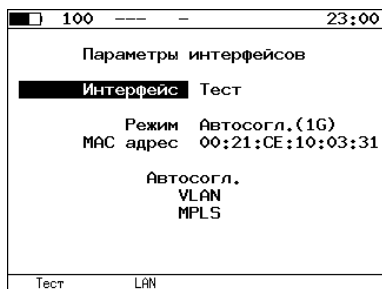 100 --- - 23:00
Параметры интерфейсов
Интерфейс Тест
Режим Автосогл.(1G)
MAC адрес 00:21:CE:10:03:31
Автосогл.
VLAN
MPLS
Тест LAN